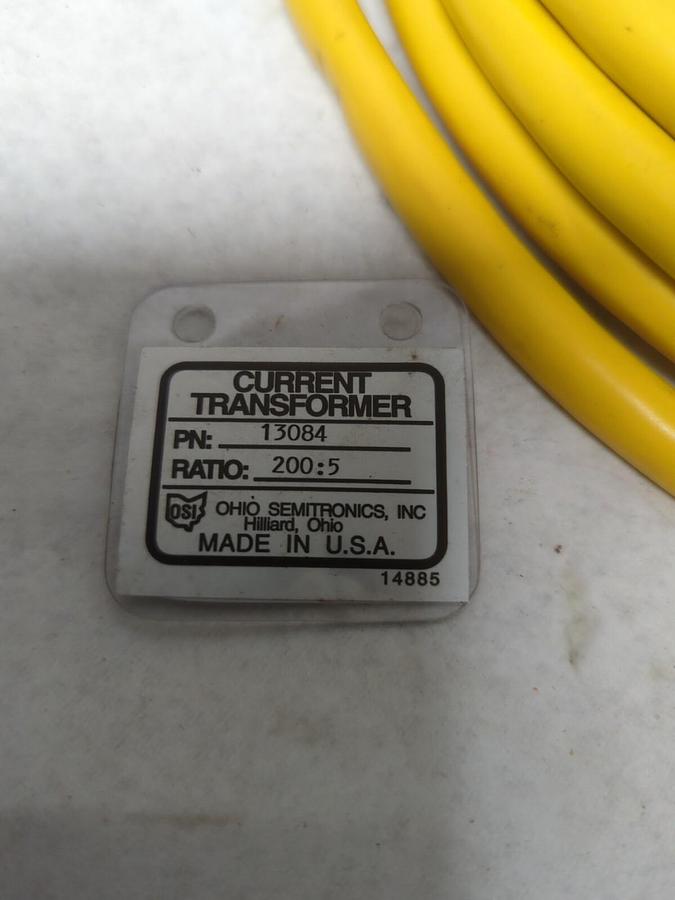 CURRENT
TRANSFORMER
PN: 13084
RATIO: 200:5
OSI OHIO SEMITRONICS, INC
Hilliard, Ohio
MADE IN U.S.A.
14885